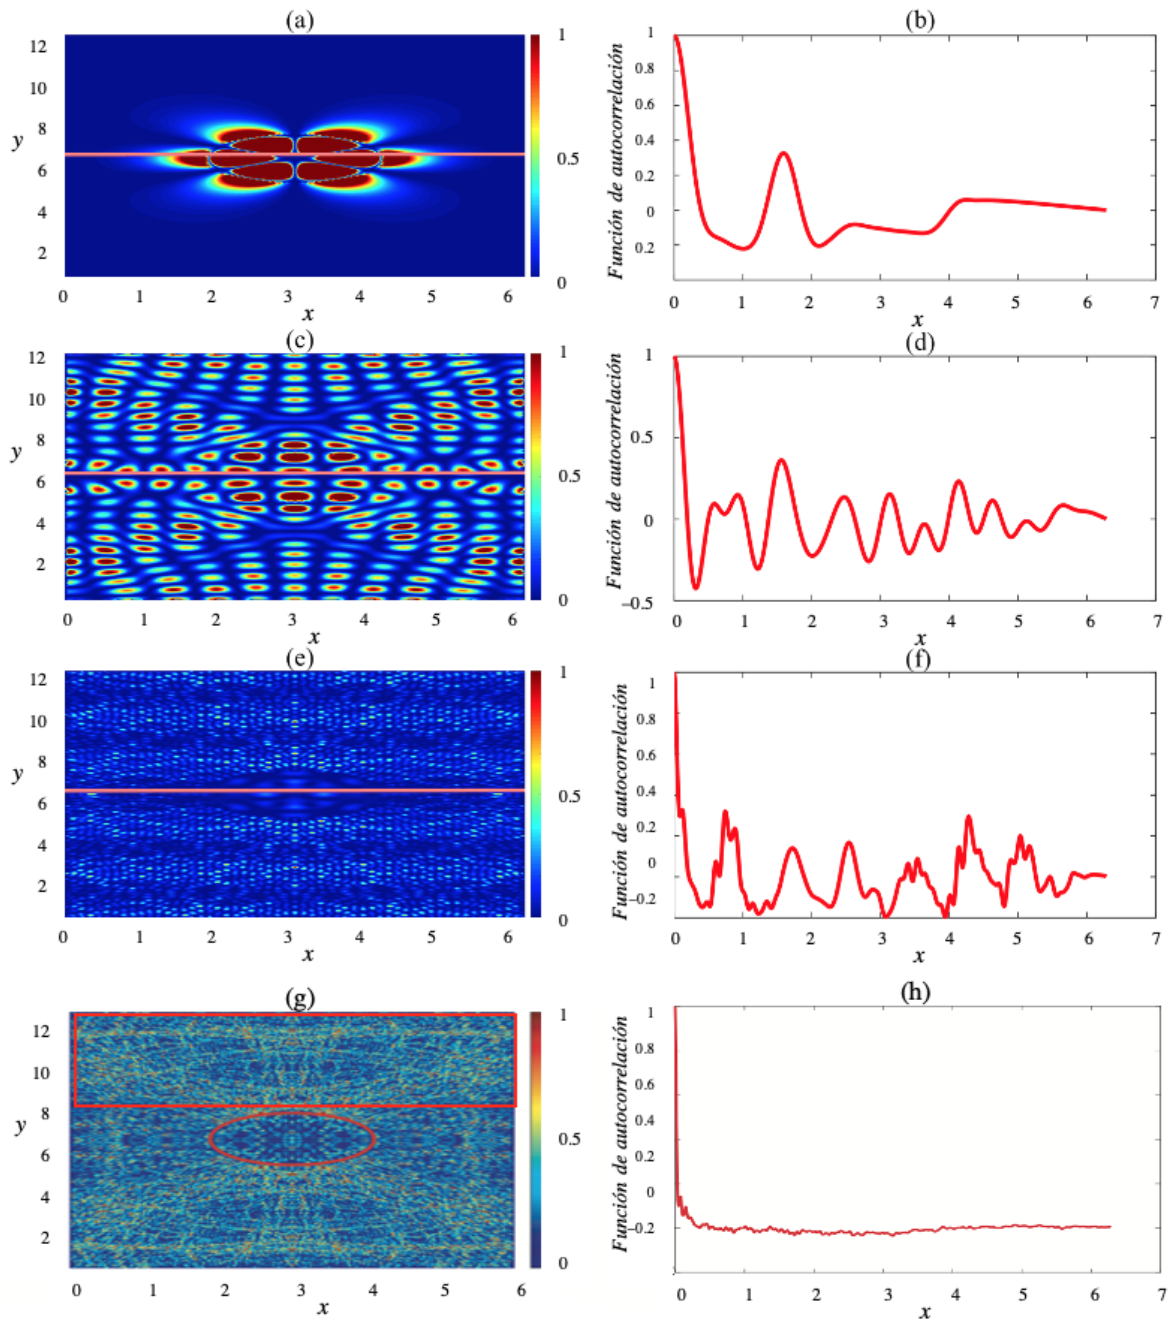 (a)
12
10
8
6
4
2
y
0 1 2 3 4 5 6
x
1
0.5
0
(b)
Función de autocorrelación
1
1
0.8
0.6
0.4
0.2
0
0.2
0 1 2 3 4 5 6 7
x
(c)
12
10
8
6
4
2
y
0 1 2 3 4 5 6
x
1
0.5
0
(d)
Función de autocorrelación
1
0.5
0
–0.5
0 1 2 3 4 5 6 7
x
(e)
12
10
8
6
4
2
y
0 1 2 3 4 5 6
x
1
0.5
0
(f)
Función de autocorrelación
1
0.8
0.6
0.4
0.2
0
–0.2
0 1 2 3 4 5 6 7
x
(g)
12
10
8
6
4
2
y
0 1 2 3 4 5 6
x
1
0.5
0
(h)
Función de autocorrelación
1
0.8
0.6
0.4
0.2
0
–0.2
0 1 2 3 4 5 6 7
x